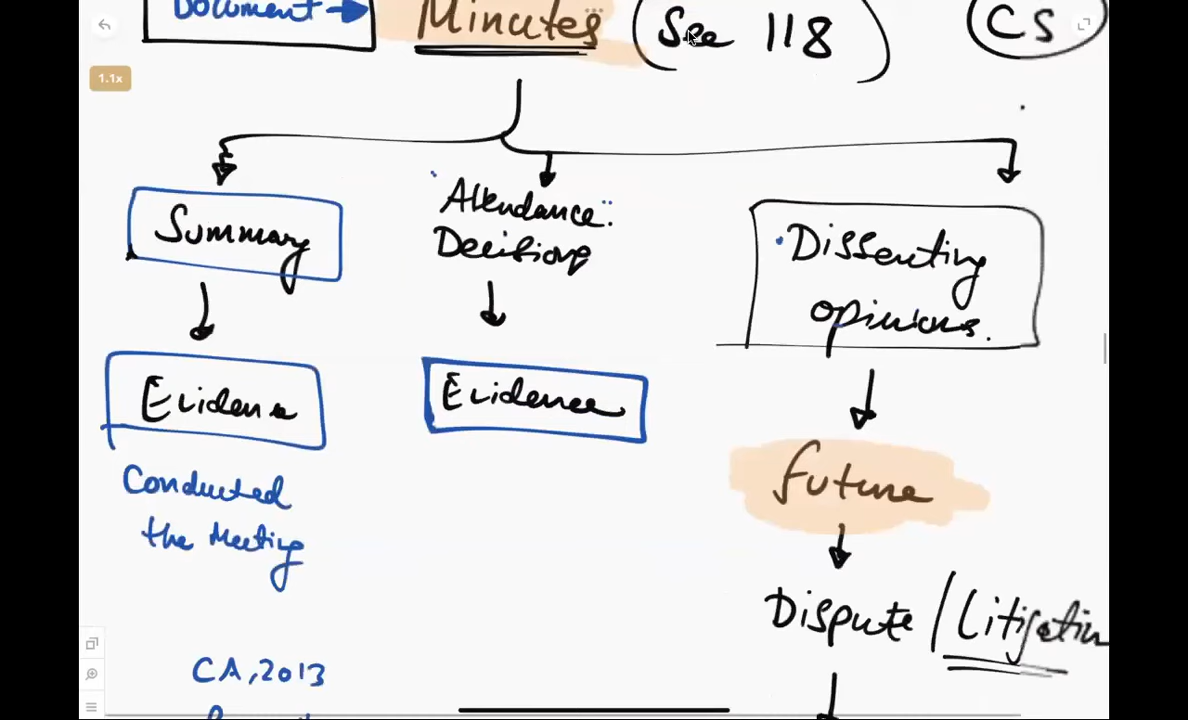 Document →
Minutes
(See 118)
CS
1.1x
Summary
Attendance:
Decisions
Dissenting
opinions.
Evidence
Evidence
Conducted
the Meeting
future
Dispute / Litigation
CA, 2013